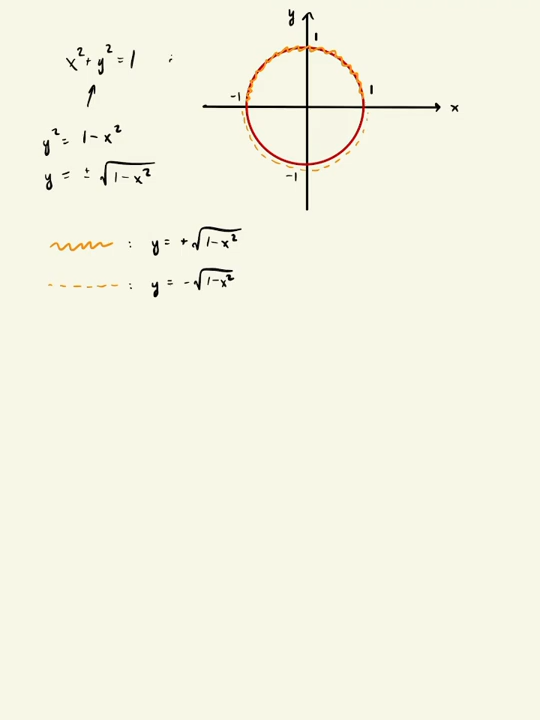 x² + y² = 1 :
y² = 1 - x²
y = ± √(1 - x²)
y
1
-1
1
x
-1
: y = + √(1 - x²)
: y = - √(1 - x²)